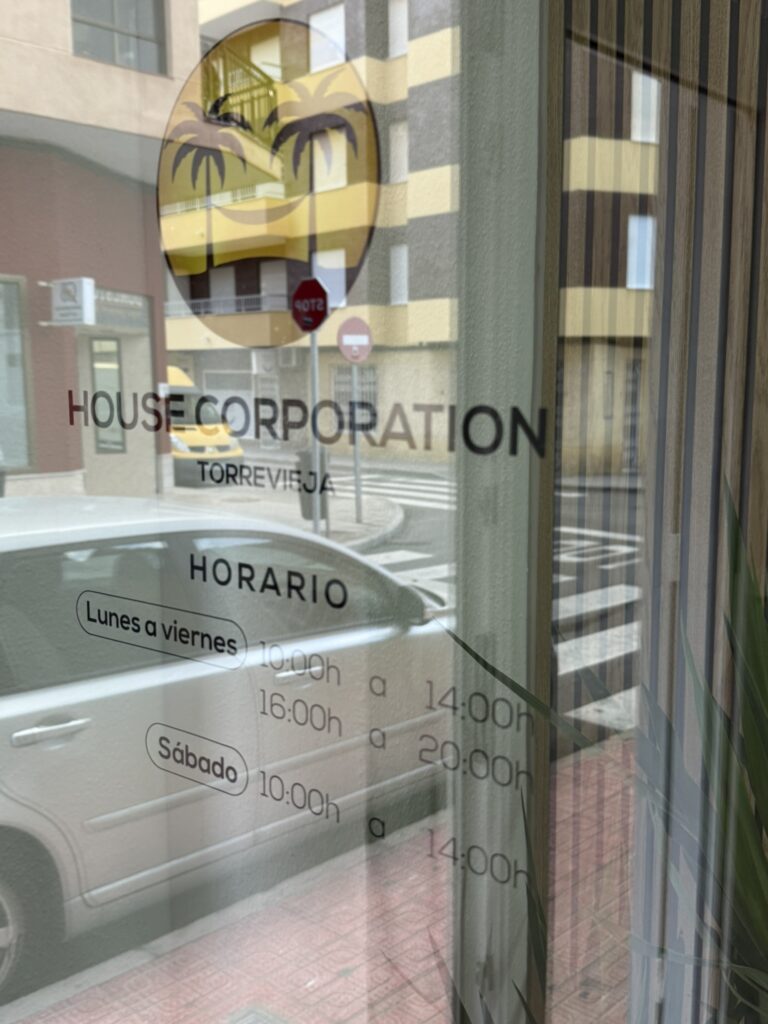 STOP
HOUSE CORPORATION
TORREVIEJA
HORARIO
Lunes a viernes 10:00h a 14:00h
16:00h a 20:00h
Sábado 10:00h a 14:00h